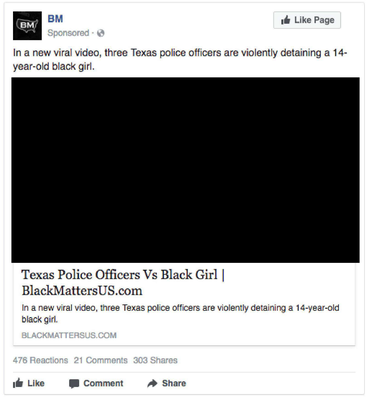 BM
BM
Like Page
Sponsored ·
In a new viral video, three Texas police officers are violently detaining a 14-
year-old black girl.
Texas Police Officers Vs Black Girl |
BlackMattersUS.com
In a new viral video, three Texas police officers are violently detaining a 14-year-old
black girl.
BLACKMATTERSUS.COM
476 Reactions 21 Comments 303 Shares
Like Comment Share